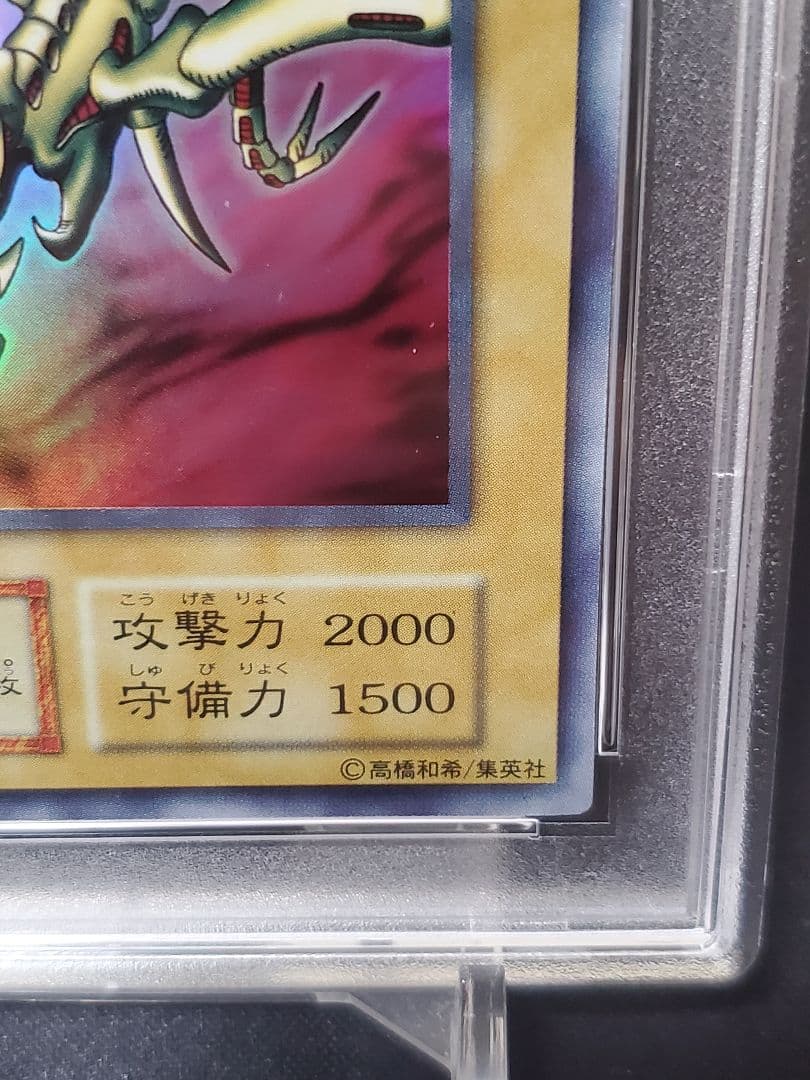 こう げき りょく
攻撃力 2000
しゅ び りょく
守備力 1500
攻
©高橋和希/集英社